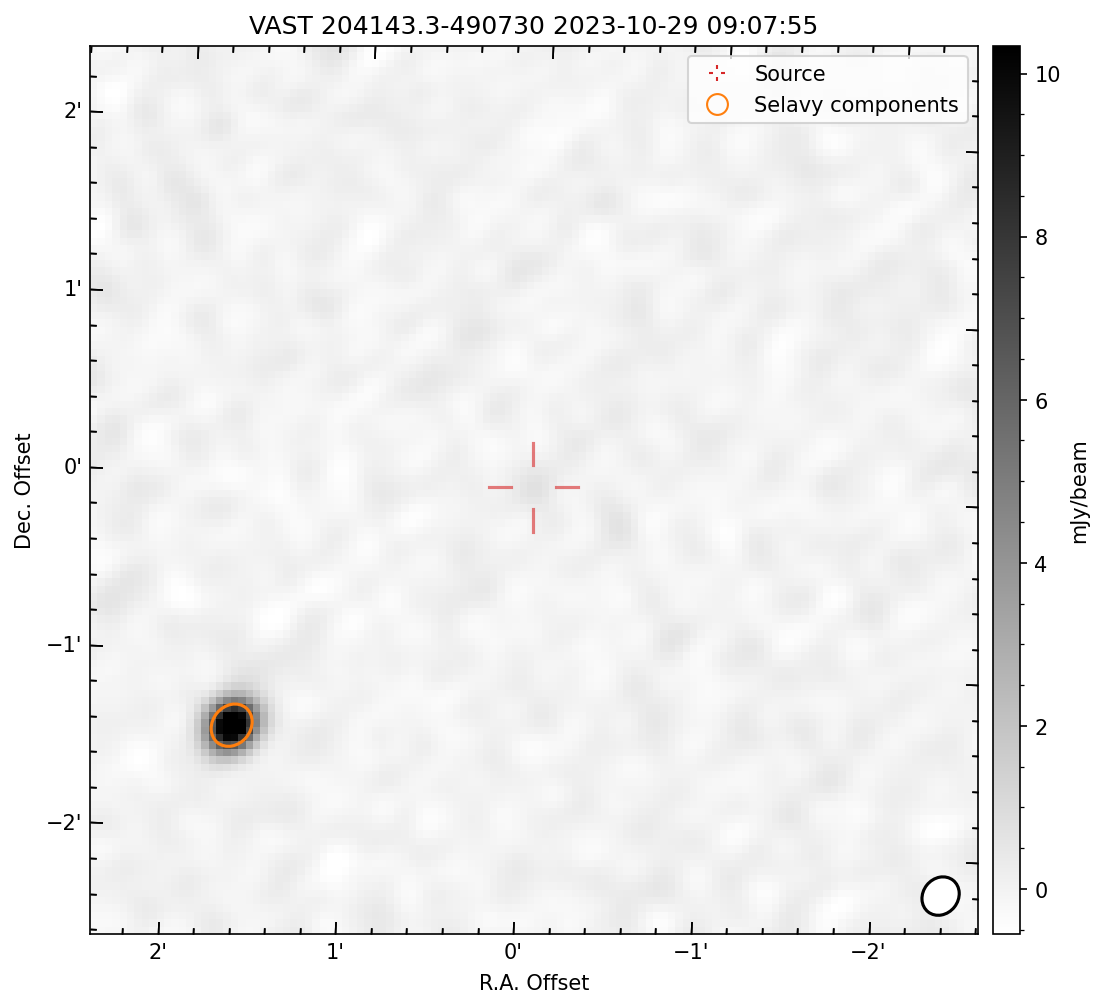 VAST 204143.3-490730 2023-10-29 09:07:55
Source
Selavy components
2'
1'
0'
−1'
−2'
Dec. Offset
2'
1'
0'
−1'
−2'
R.A. Offset
10
8
6
4
2
0
mJy/beam